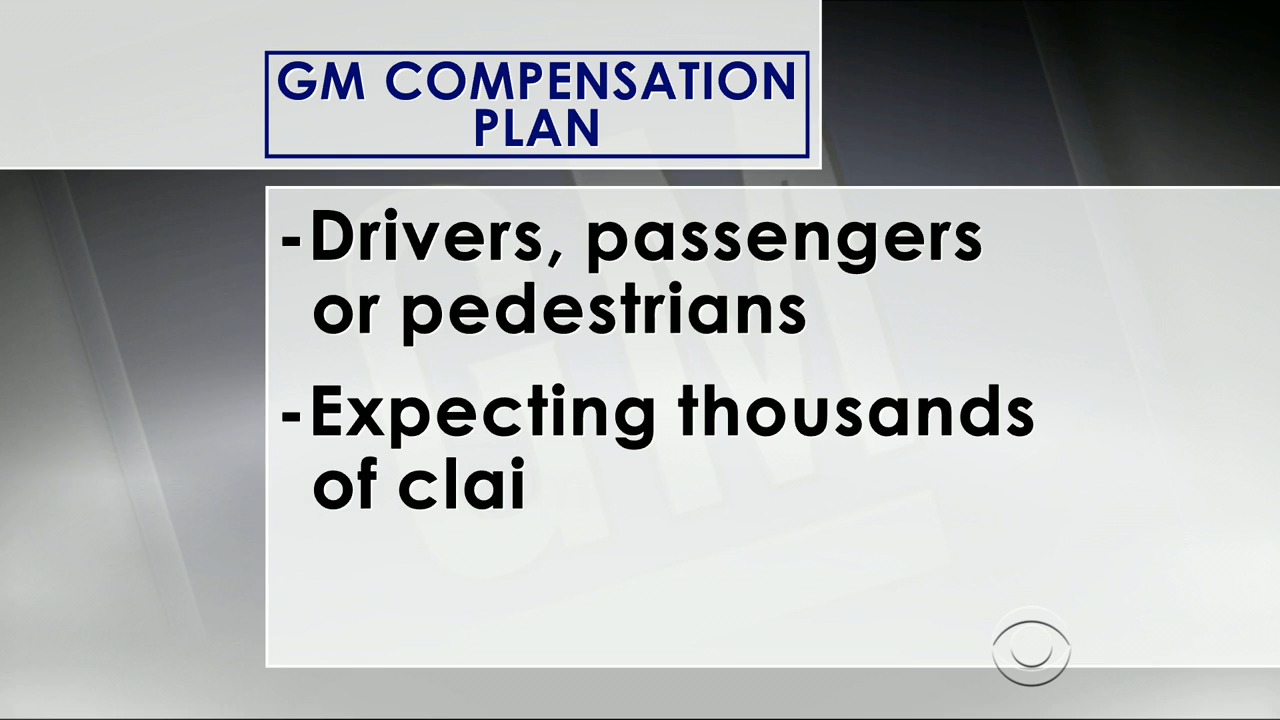 GM COMPENSATION
PLAN
-Drivers, passengers
or pedestrians
-Expecting thousands
of clai